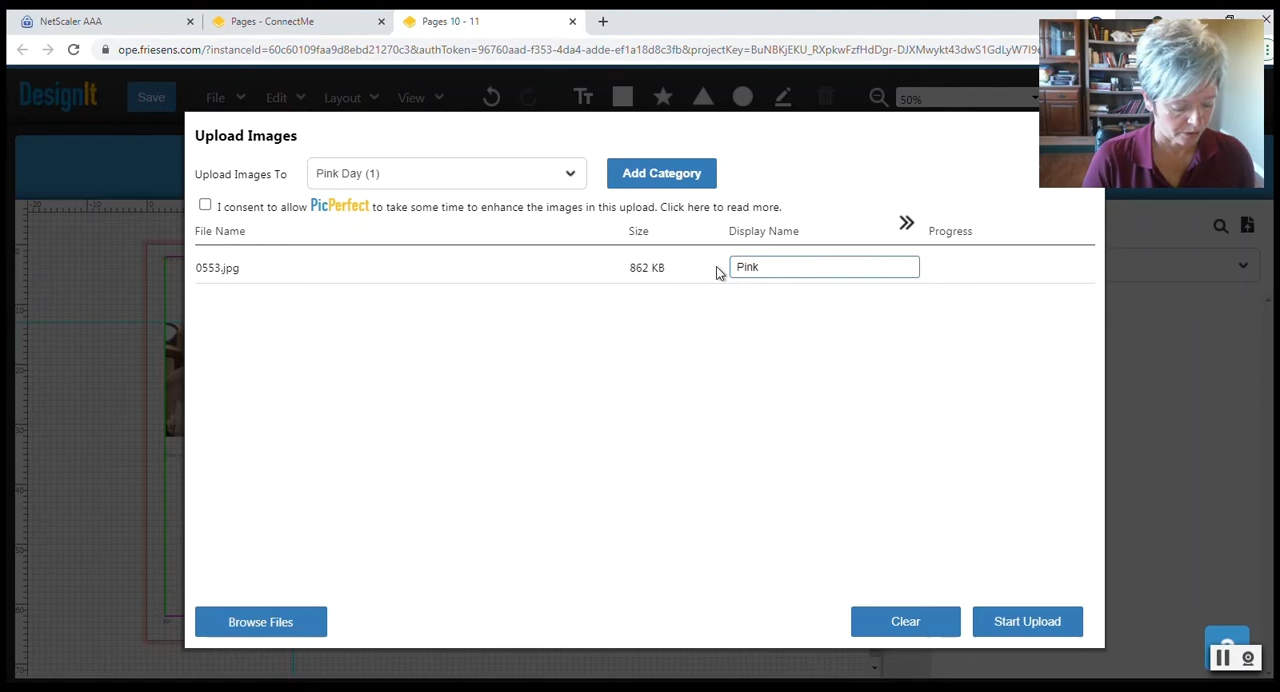 NetScaler AAA
Pages - ConnectMe
Pages 10 - 11
ope.friesens.com/?instanceId=60c60109faa9d8ebd21270c3&authToken=96760aad-f353-4da4-adde-ef1a18d8c3fb&projectKey=BuNBKjEKU_RXpkwFzfHdDgr-DJXMwykt43dwS1GdLyW7I9
DesignIt
Save
File
Edit
Layout
View
50%
Upload Images
Upload Images To
Pink Day (1)
Add Category
I consent to allow PicPerfect to take some time to enhance the images in this upload. Click here to read more.
File Name
Size
Display Name
Progress
0553.jpg
862 KB
Pink
Browse Files
Clear
Start Upload